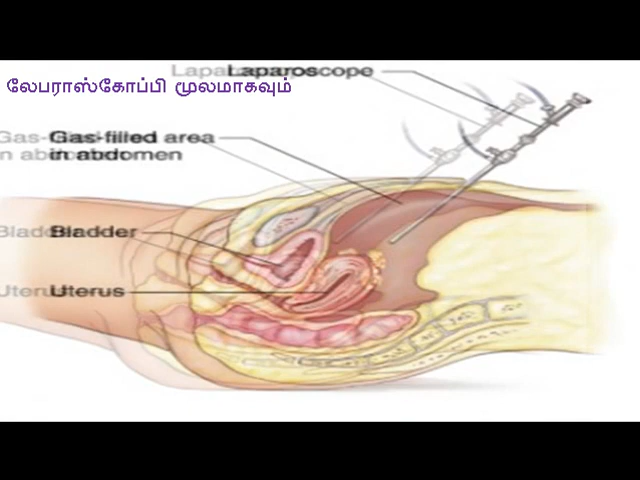 Laparoscope
லேபராஸ்கோப்பி முலமாகவும்
Gas-filled area
in abdomen
Bladder
Uterus